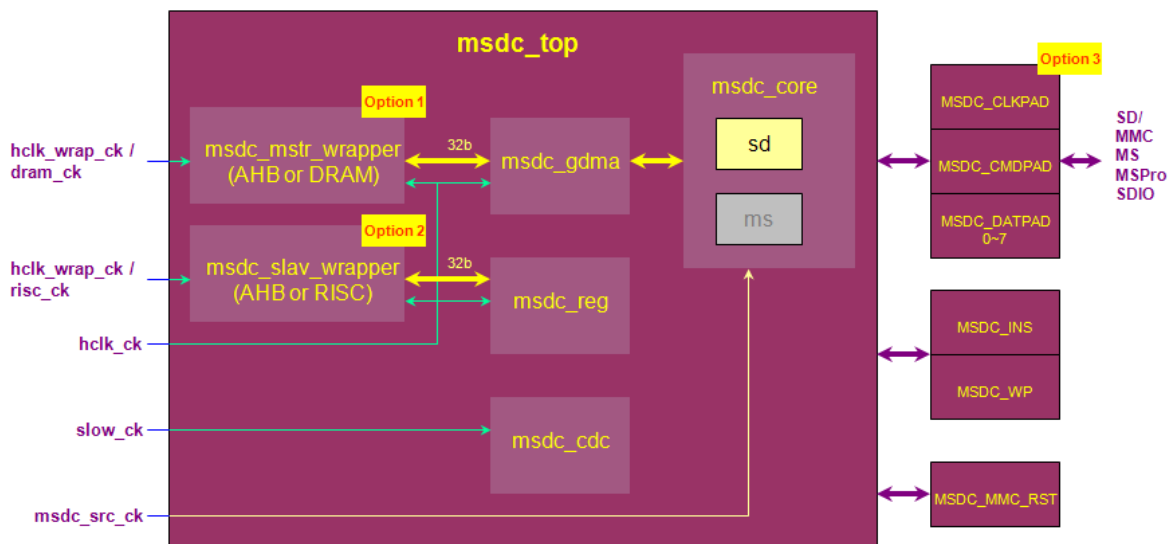 msdc_top
Option 1
msdc_mstr_wrapper
(AHB or DRAM)
32b
msdc_gdma
msdc_core
sd
ms
hclk_wrap_ck /
dram_ck
Option 2
msdc_slav_wrapper
(AHB or RISC)
32b
msdc_reg
hclk_wrap_ck /
risc_ck
hclk_ck
slow_ck
msdc_cdc
msdc_src_ck
Option 3
MSDC_CLKPAD
MSDC_CMDPAD
MSDC_DATPAD
0~7
SD/
MMC
MS
MSPro
SDIO
MSDC_INS
MSDC_WP
MSDC_MMC_RST